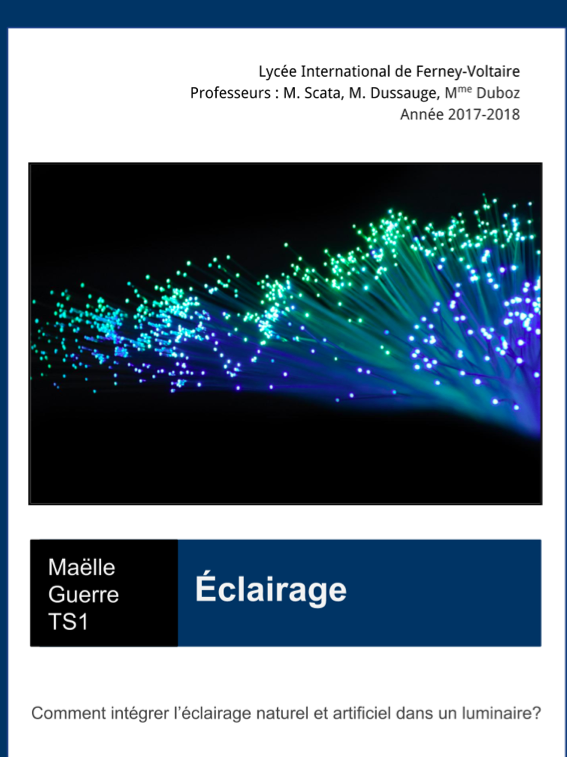 Lycée International de Ferney-Voltaire
Professeurs : M. Scata, M. Dussauge, Mme Duboz
Année 2017-2018
Maëlle
Guerre
TS1
Éclairage
Comment intégrer l’éclairage naturel et artificiel dans un luminaire?